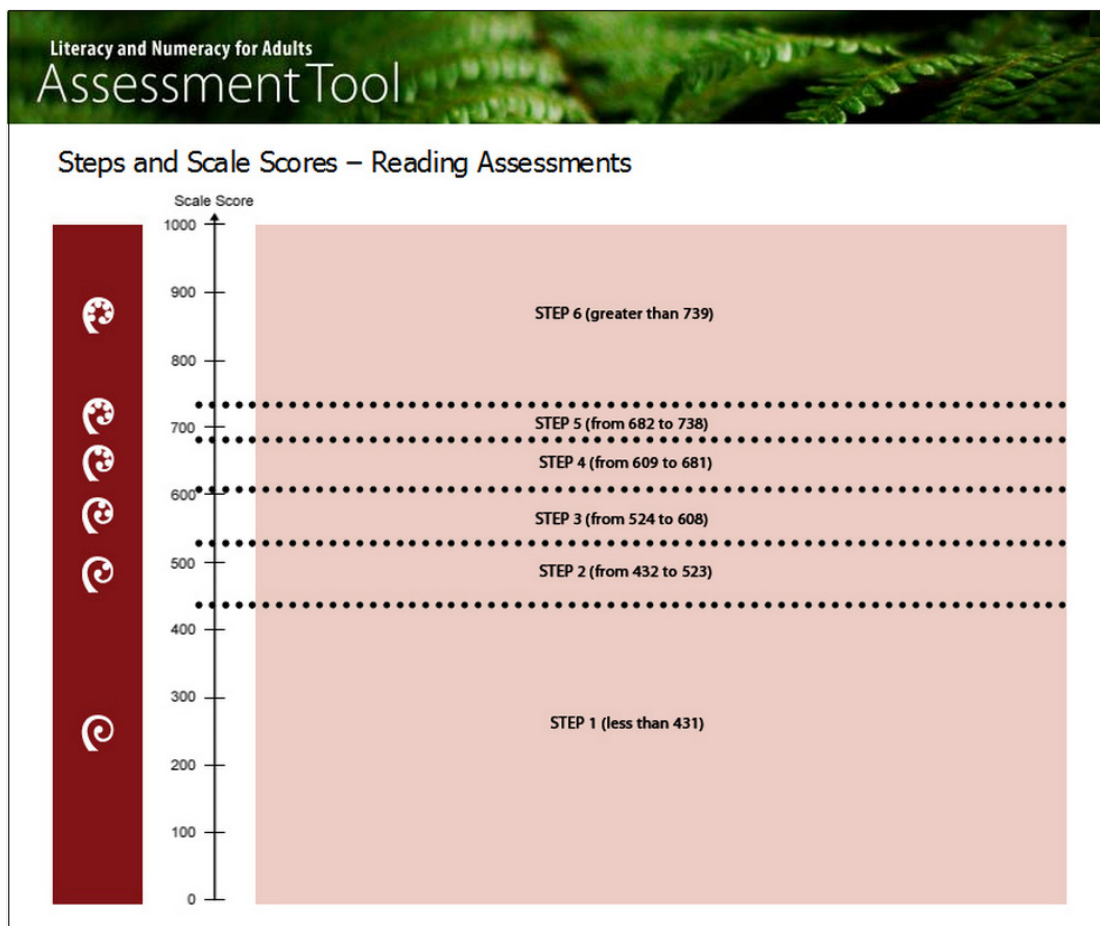 Literacy and Numeracy for Adults
Assessment Tool
Steps and Scale Scores – Reading Assessments
Scale Score
1000
900
STEP 6 (greater than 739)
800
STEP 5 (from 682 to 738)
700
STEP 4 (from 609 to 681)
600
STEP 3 (from 524 to 608)
500
STEP 2 (from 432 to 523)
400
300
STEP 1 (less than 431)
200
100
0